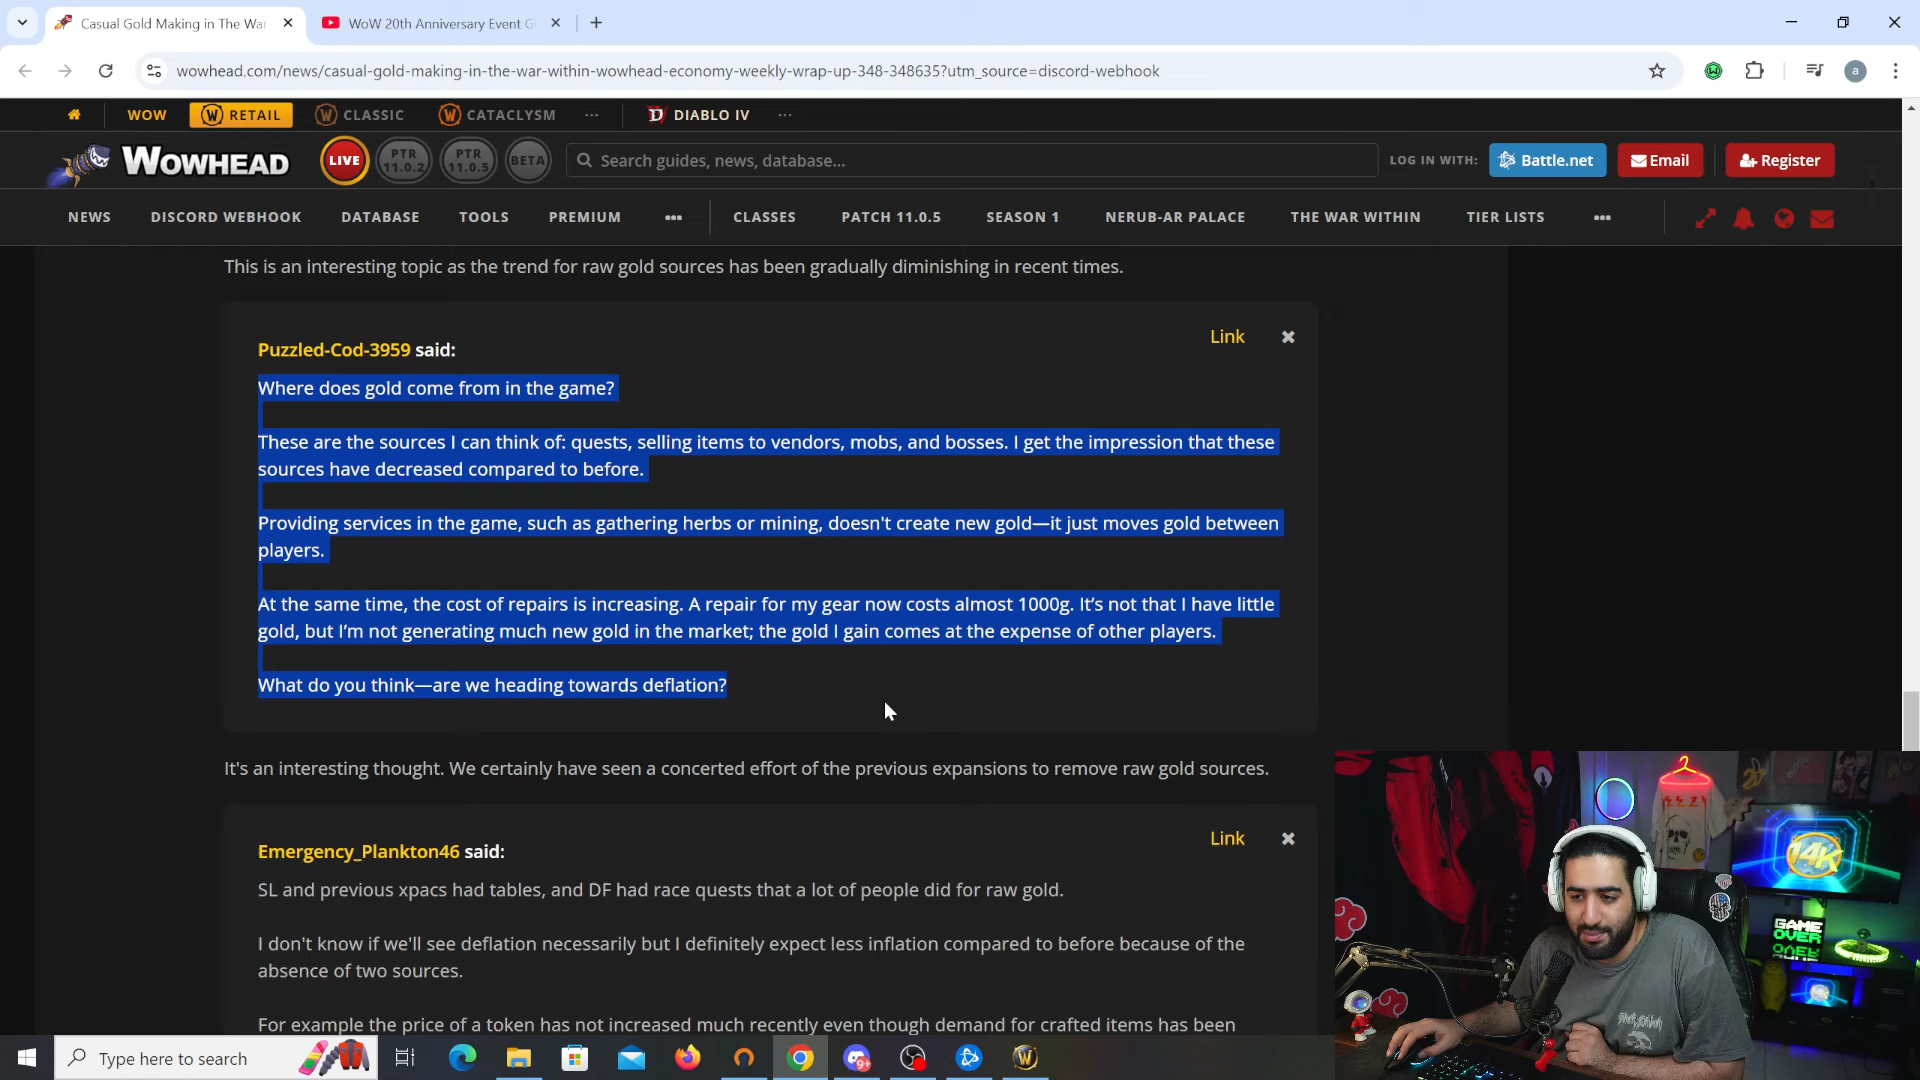 Casual Gold Making in The War
WoW 20th Anniversary Event G
wowhead.com/news/casual-gold-making-in-the-war-within-wowhead-economy-weekly-wrap-up-348-348635?utm_source=discord-webhook
a
WOW
RETAIL
CLASSIC
CATACLYSM
DIABLO IV
WOWHEAD
LIVE
PTR
11.0.2
PTR
11.0.5
BETA
Search guides, news, database...
LOG IN WITH:
Battle.net
Email
Register
NEWS
DISCORD WEBHOOK
DATABASE
TOOLS
PREMIUM
CLASSES
PATCH 11.0.5
SEASON 1
NERUB-AR PALACE
THE WAR WITHIN
TIER LISTS
This is an interesting topic as the trend for raw gold sources has been gradually diminishing in recent times.
Link
Puzzled-Cod-3959 said:
Where does gold come from in the game?
These are the sources I can think of: quests, selling items to vendors, mobs, and bosses. I get the impression that these
sources have decreased compared to before.
Providing services in the game, such as gathering herbs or mining, doesn't create new gold—it just moves gold between
players.
At the same time, the cost of repairs is increasing. A repair for my gear now costs almost 1000g. It's not that I have little
gold, but I'm not generating much new gold in the market; the gold I gain comes at the expense of other players.
What do you think—are we heading towards deflation?
It's an interesting thought. We certainly have seen a concerted effort of the previous expansions to remove raw gold sources.
Link
Emergency_Plankton46 said:
SL and previous xpacs had tables, and DF had race quests that a lot of people did for raw gold.
I don't know if we'll see deflation necessarily but I definitely expect less inflation compared to before because of the
absence of two sources.
For example the price of a token has not increased much recently even though demand for crafted items has been
14K
GAME
OVER
Type here to search